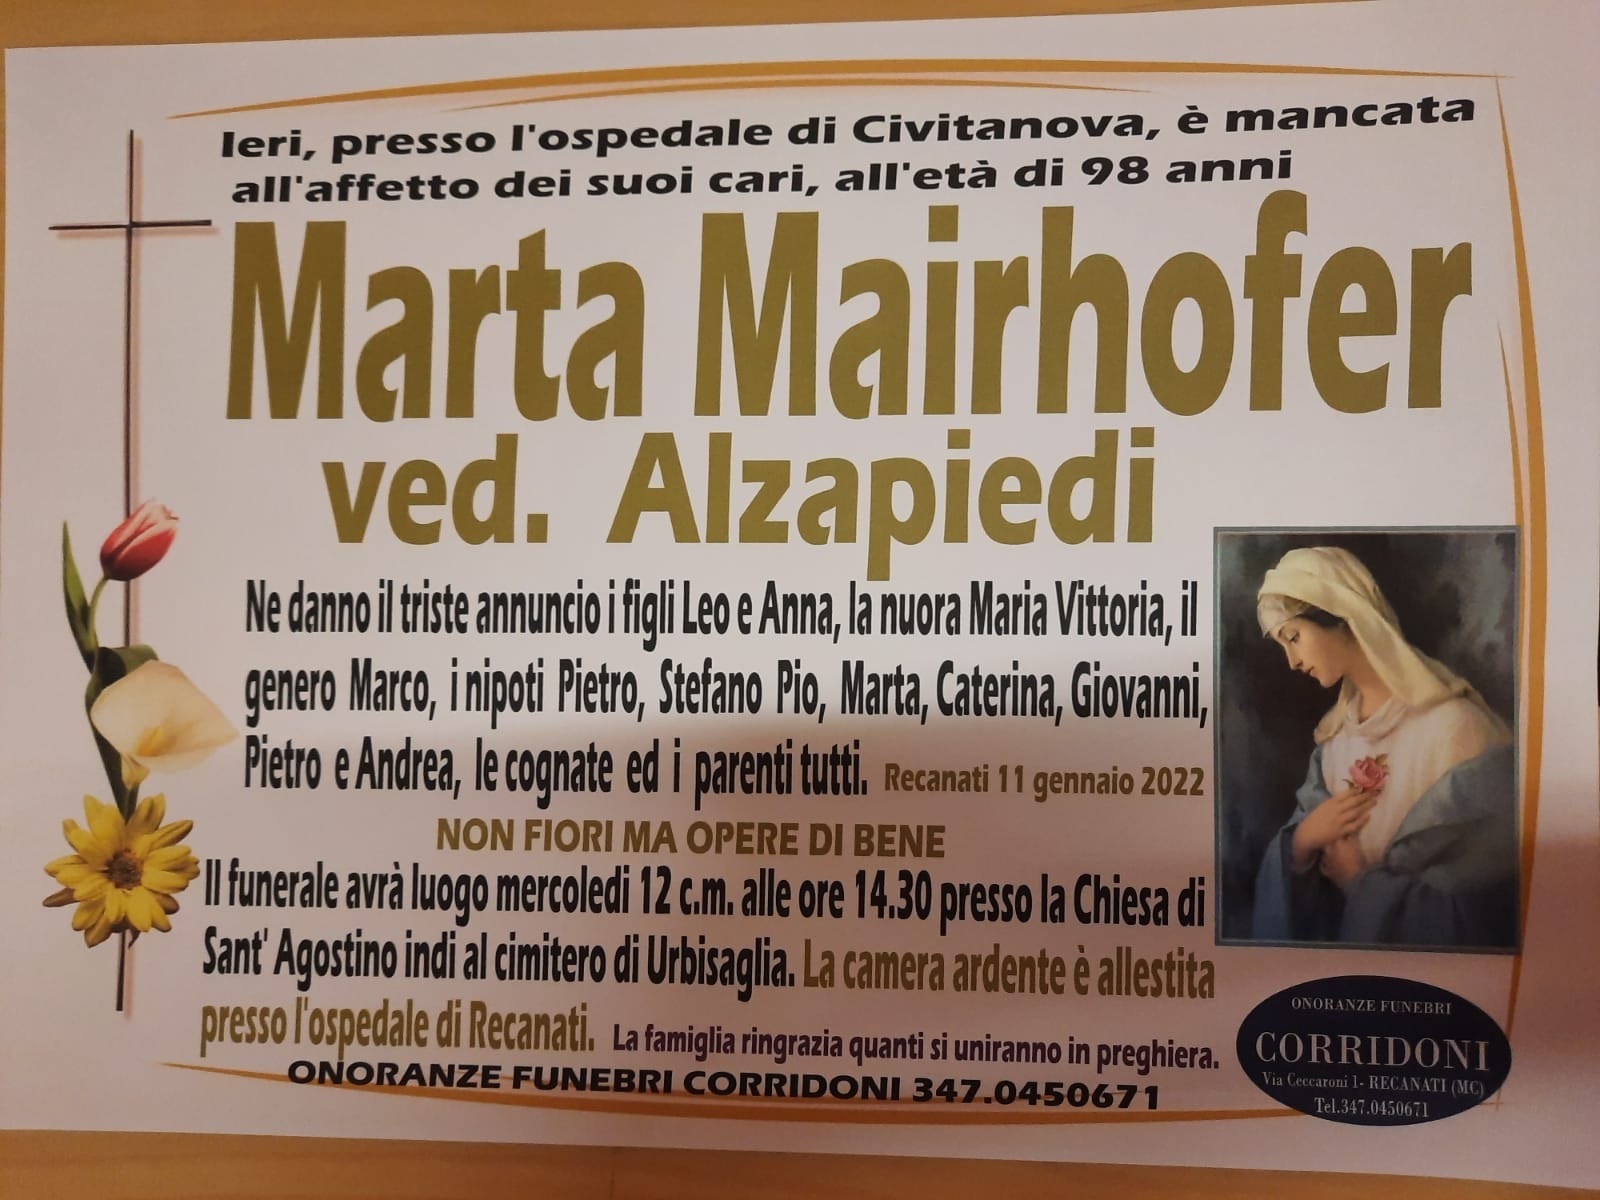 Ieri, presso l'ospedale di Civitanova, è mancata
all'affetto dei suoi cari, all'età di 98 anni
Marta Mairhofer
ved. Alzapiedi
Ne danno il triste annuncio i figli Leo e Anna, la nuora Maria Vittoria, il
genero Marco, i nipoti Pietro, Stefano Pio, Marta, Caterina, Giovanni,
Pietro e Andrea, le cognate ed i parenti tutti. Recanati 11 gennaio 2022
NON FIORI MA OPERE DI BENE
Il funerale avrà luogo mercoledi 12 c.m. alle ore 14.30 presso la Chiesa di
Sant' Agostino indi al cimitero di Urbisaglia. La camera ardente è allestita
presso l'ospedale di Recanati. La famiglia ringrazia quanti si uniranno in preghiera.
ONORANZE FUNEBRI CORRIDONI 347.0450671
ONORANZE FUNEBRI
CORRIDONI
Via Ceccaroni 1- RECANATI (MC)
Tel.347.0450671